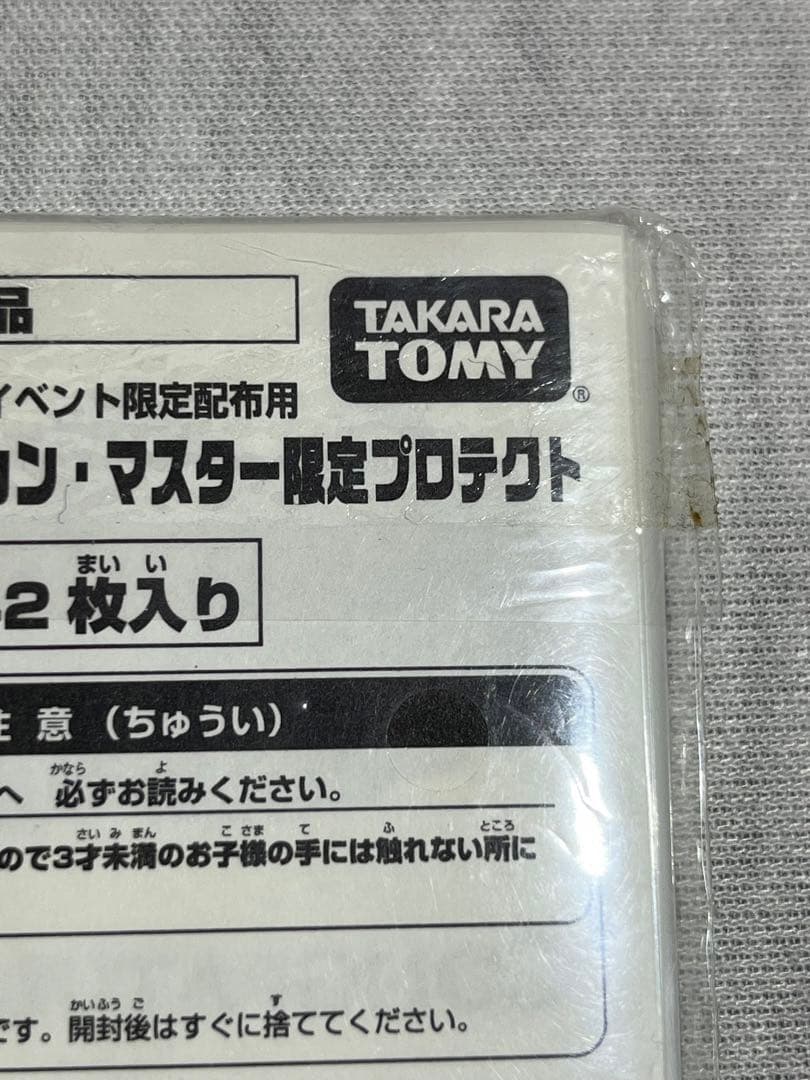 品
TAKARA
TOMY
®
イベント限定配布用
カン・マスター限定プロテクト
まい い
2枚入り
注 意 (ちゅうい)
かなら よ
へ 必ずお読みください。
さい み まん こ さま て ふ ところ
ので3才未満のお子様の手には触れない所に
かいふう ご す
です。開封後はすぐに捨ててください。